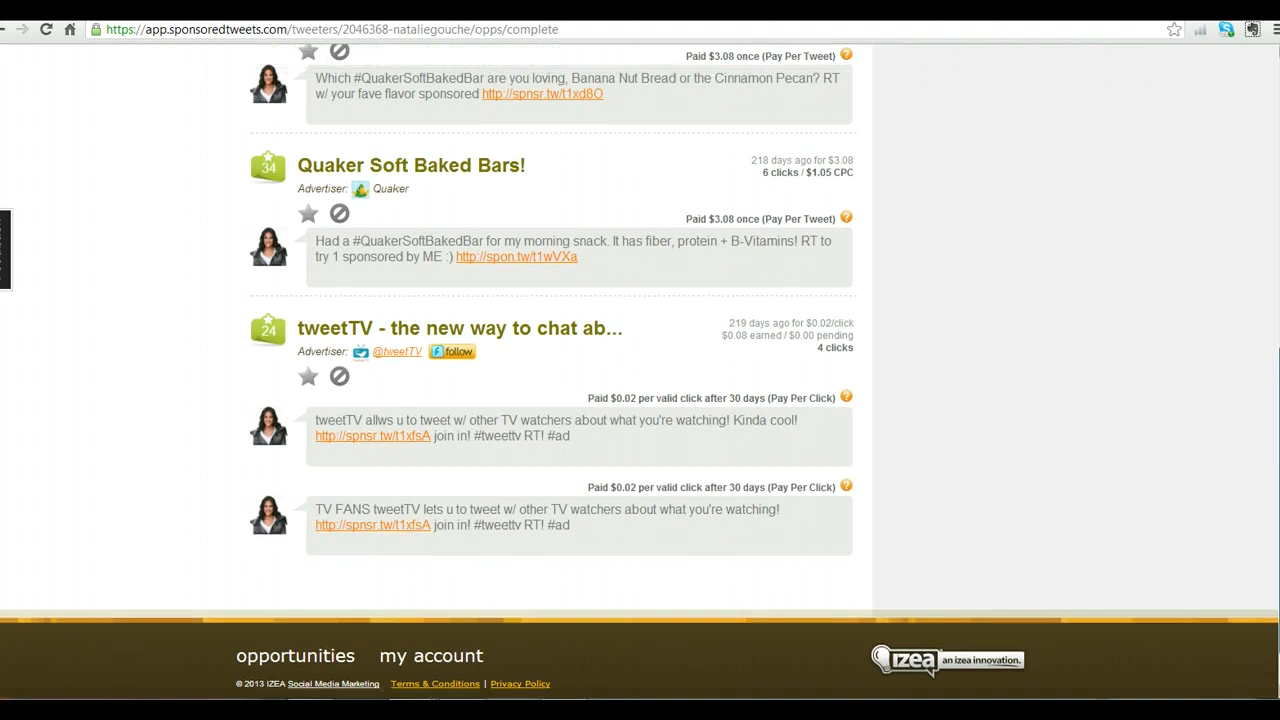 https://app.sponsoredtweets.com/tweeters/2046368-nataliegouche/opps/complete
Paid $3.08 once (Pay Per Tweet) ?
Which #QuakerSoftBakedBar are you loving, Banana Nut Bread or the Cinnamon Pecan? RT
w/ your fave flavor sponsored http://spnsr.tw/t1xd8O
34
Quaker Soft Baked Bars!
218 days ago for $3.08
6 clicks / $1.05 CPC
Advertiser: Quaker
Paid $3.08 once (Pay Per Tweet) ?
Had a #QuakerSoftBakedBar for my morning snack. It has fiber, protein + B-Vitamins! RT to
try 1 sponsored by ME :) http://spon.tw/t1wVXa
24
tweetTV - the new way to chat ab...
219 days ago for $0.02/click
$0.08 earned / $0.00 pending
4 clicks
Advertiser: @tweetTV follow
Paid $0.02 per valid click after 30 days (Pay Per Click) ?
tweetTV allws u to tweet w/ other TV watchers about what you're watching! Kinda cool!
http://spnsr.tw/t1xfsA join in! #tweettv RT! #ad
Paid $0.02 per valid click after 30 days (Pay Per Click) ?
TV FANS tweetTV lets u to tweet w/ other TV watchers about what you're watching!
http://spnsr.tw/t1xfsA join in! #tweettv RT! #ad
opportunities my account
izea an izea innovation.
© 2013 IZEA Social Media Marketing Terms & Conditions | Privacy Policy